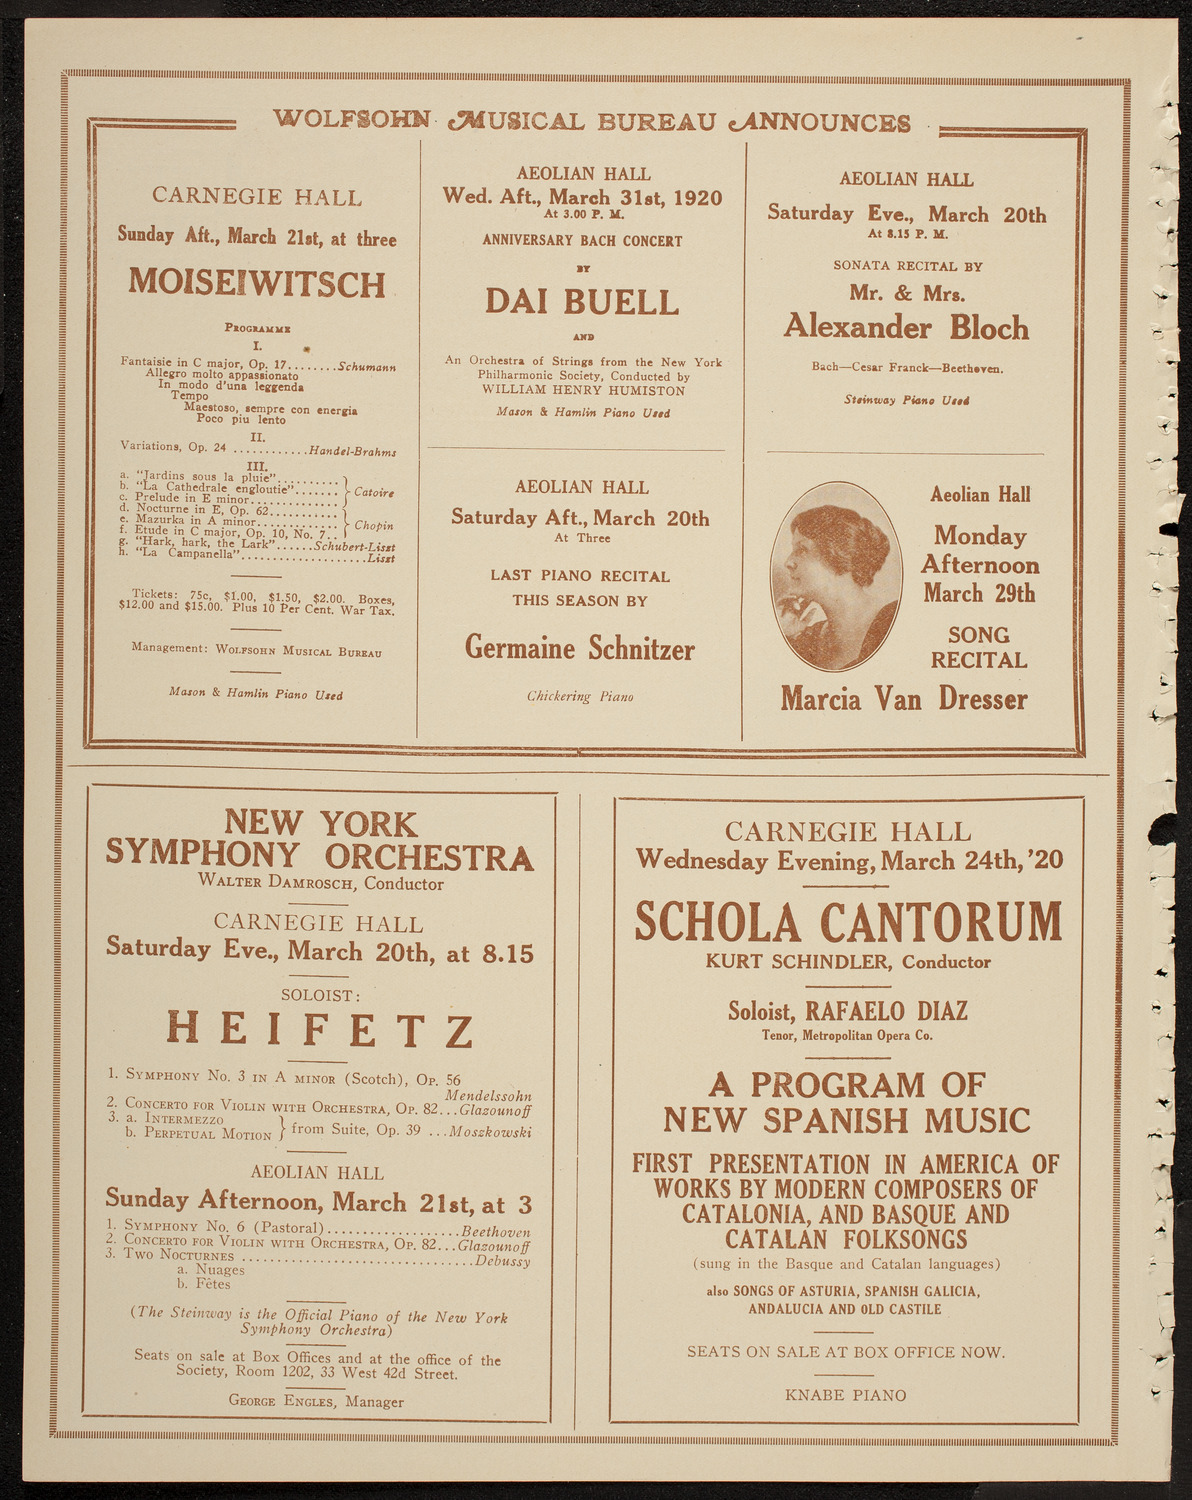 WOLFSOHN MUSICAL BUREAU ANNOUNCES
CARNEGIE HALL
Sunday Aft., March 21st, at three
MOISEIWITSCH
PROGRAMME
I.
Fantaisie in C major, Op. 17........Schumann
Allegro molto appassionato
In modo d'una leggenda
Tempo
Maestoso, sempre con energia
Poco piu lento
II.
Variations, Op. 24 ............Handel-Brahms
III.
a. "Jardins sous la pluie"..........
b. "La Cathedrale engloutie".......
c. Prelude in E minor.............
} Catoire
d. Nocturne in E, Op. 62...........
e. Mazurka in A minor.............
f. Etude in C major, Op. 10, No. 7..
} Chopin
g. "Hark, hark, the Lark"......Schubert-Liszt
h. "La Campanella"....................Liszt
Tickets: 75c, $1.00, $1.50, $2.00. Boxes,
$12.00 and $15.00. Plus 10 Per Cent. War Tax.
Management: WOLFSOHN MUSICAL BUREAU
Mason & Hamlin Piano Used
AEOLIAN HALL
Wed. Aft., March 31st, 1920
At 3.00 P. M.
ANNIVERSARY BACH CONCERT
BY
DAI BUELL
AND
An Orchestra of Strings from the New York
Philharmonic Society, Conducted by
WILLIAM HENRY HUMISTON
Mason & Hamlin Piano Used
AEOLIAN HALL
Saturday Aft., March 20th
At Three
LAST PIANO RECITAL
THIS SEASON BY
Germaine Schnitzer
Chickering Piano
AEOLIAN HALL
Saturday Eve., March 20th
At 8.15 P. M.
SONATA RECITAL BY
Mr. & Mrs.
Alexander Bloch
Bach—Cesar Franck—Beethoven.
Steinway Piano Used
Aeolian Hall
Monday
Afternoon
March 29th
SONG
RECITAL
Marcia Van Dresser
NEW YORK
SYMPHONY ORCHESTRA
WALTER DAMROSCH, Conductor
CARNEGIE HALL
Saturday Eve., March 20th, at 8.15
SOLOIST:
HEIFETZ
1. SYMPHONY NO. 3 IN A MINOR (Scotch), OP. 56
Mendelssohn
2. CONCERTO FOR VIOLIN WITH ORCHESTRA, OP. 82...Glazounoff
3. a. INTERMEZZO
b. PERPETUAL MOTION } from Suite, Op. 39 ...Moszkowski
AEOLIAN HALL
Sunday Afternoon, March 21st, at 3
1. SYMPHONY NO. 6 (Pastoral)...................Beethoven
2. CONCERTO FOR VIOLIN WITH ORCHESTRA, OP. 82...Glazounoff
3. TWO NOCTURNES .................................Debussy
a. Nuages
b. Fêtes
(The Steinway is the Official Piano of the New York
Symphony Orchestra)
Seats on sale at Box Offices and at the office of the
Society, Room 1202, 33 West 42d Street.
GEORGE ENGLES, Manager
CARNEGIE HALL
Wednesday Evening, March 24th, '20
SCHOLA CANTORUM
KURT SCHINDLER, Conductor
Soloist, RAFAELO DIAZ
Tenor, Metropolitan Opera Co.
A PROGRAM OF
NEW SPANISH MUSIC
FIRST PRESENTATION IN AMERICA OF
WORKS BY MODERN COMPOSERS OF
CATALONIA, AND BASQUE AND
CATALAN FOLKSONGS
(sung in the Basque and Catalan languages)
also SONGS OF ASTURIA, SPANISH GALICIA,
ANDALUCIA AND OLD CASTILE
SEATS ON SALE AT BOX OFFICE NOW.
KNABE PIANO